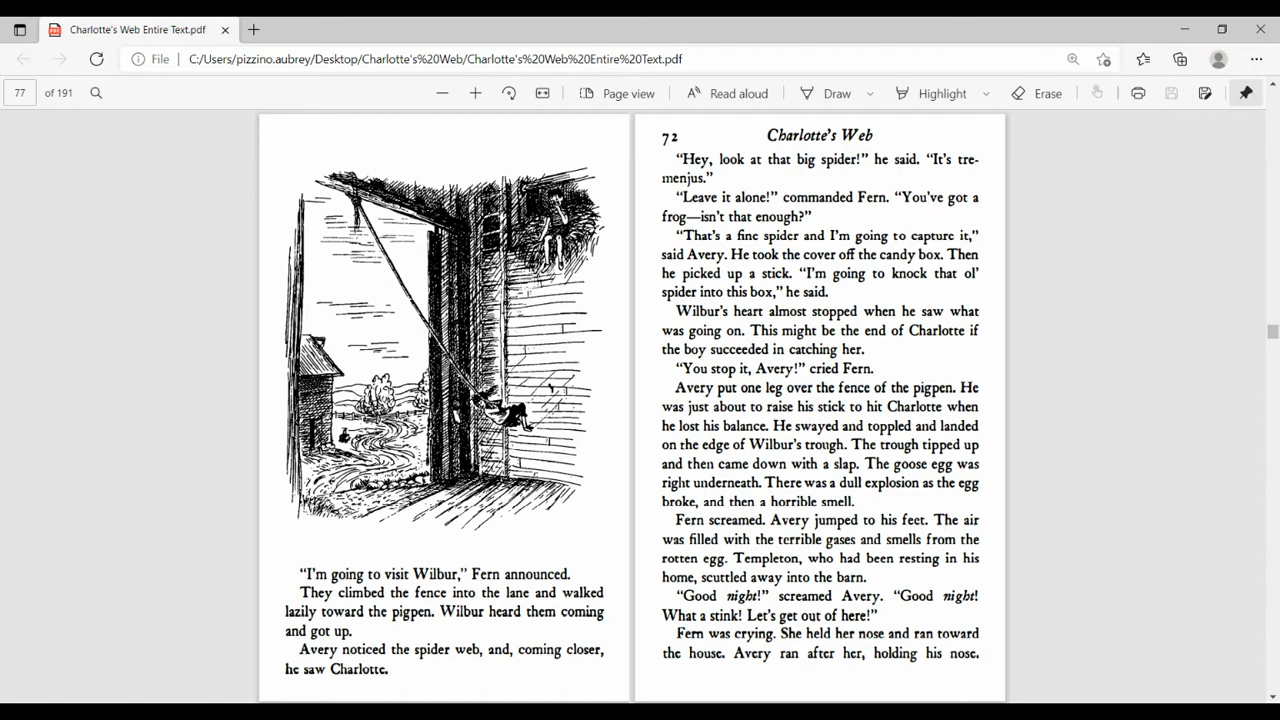 Charlotte's Web Entire Text.pdf
File
C:/Users/pizzino.aubrey/Desktop/Charlotte's%20Web/Charlotte's%20Web%20Entire%20Text.pdf
77 of 191
Page view
Read aloud
Draw
Highlight
Erase
"I'm going to visit Wilbur," Fern announced.
They climbed the fence into the lane and walked
lazily toward the pigpen. Wilbur heard them coming
and got up.
Avery noticed the spider web, and, coming closer,
he saw Charlotte.
72 Charlotte's Web
"Hey, look at that big spider!" he said. "It's tre-
menjus."
"Leave it alone!" commanded Fern. "You've got a
frog—isn't that enough?"
"That's a fine spider and I'm going to capture it,"
said Avery. He took the cover off the candy box. Then
he picked up a stick. "I'm going to knock that ol'
spider into this box," he said.
Wilbur's heart almost stopped when he saw what
was going on. This might be the end of Charlotte if
the boy succeeded in catching her.
"You stop it, Avery!" cried Fern.
Avery put one leg over the fence of the pigpen. He
was just about to raise his stick to hit Charlotte when
he lost his balance. He swayed and toppled and landed
on the edge of Wilbur's trough. The trough tipped up
and then came down with a slap. The goose egg was
right underneath. There was a dull explosion as the egg
broke, and then a horrible smell.
Fern screamed. Avery jumped to his feet. The air
was filled with the terrible gases and smells from the
rotten egg. Templeton, who had been resting in his
home, scuttled away into the barn.
"Good night!" screamed Avery. "Good night!
What a stink! Let's get out of here!"
Fern was crying. She held her nose and ran toward
the house. Avery ran after her, holding his nose.